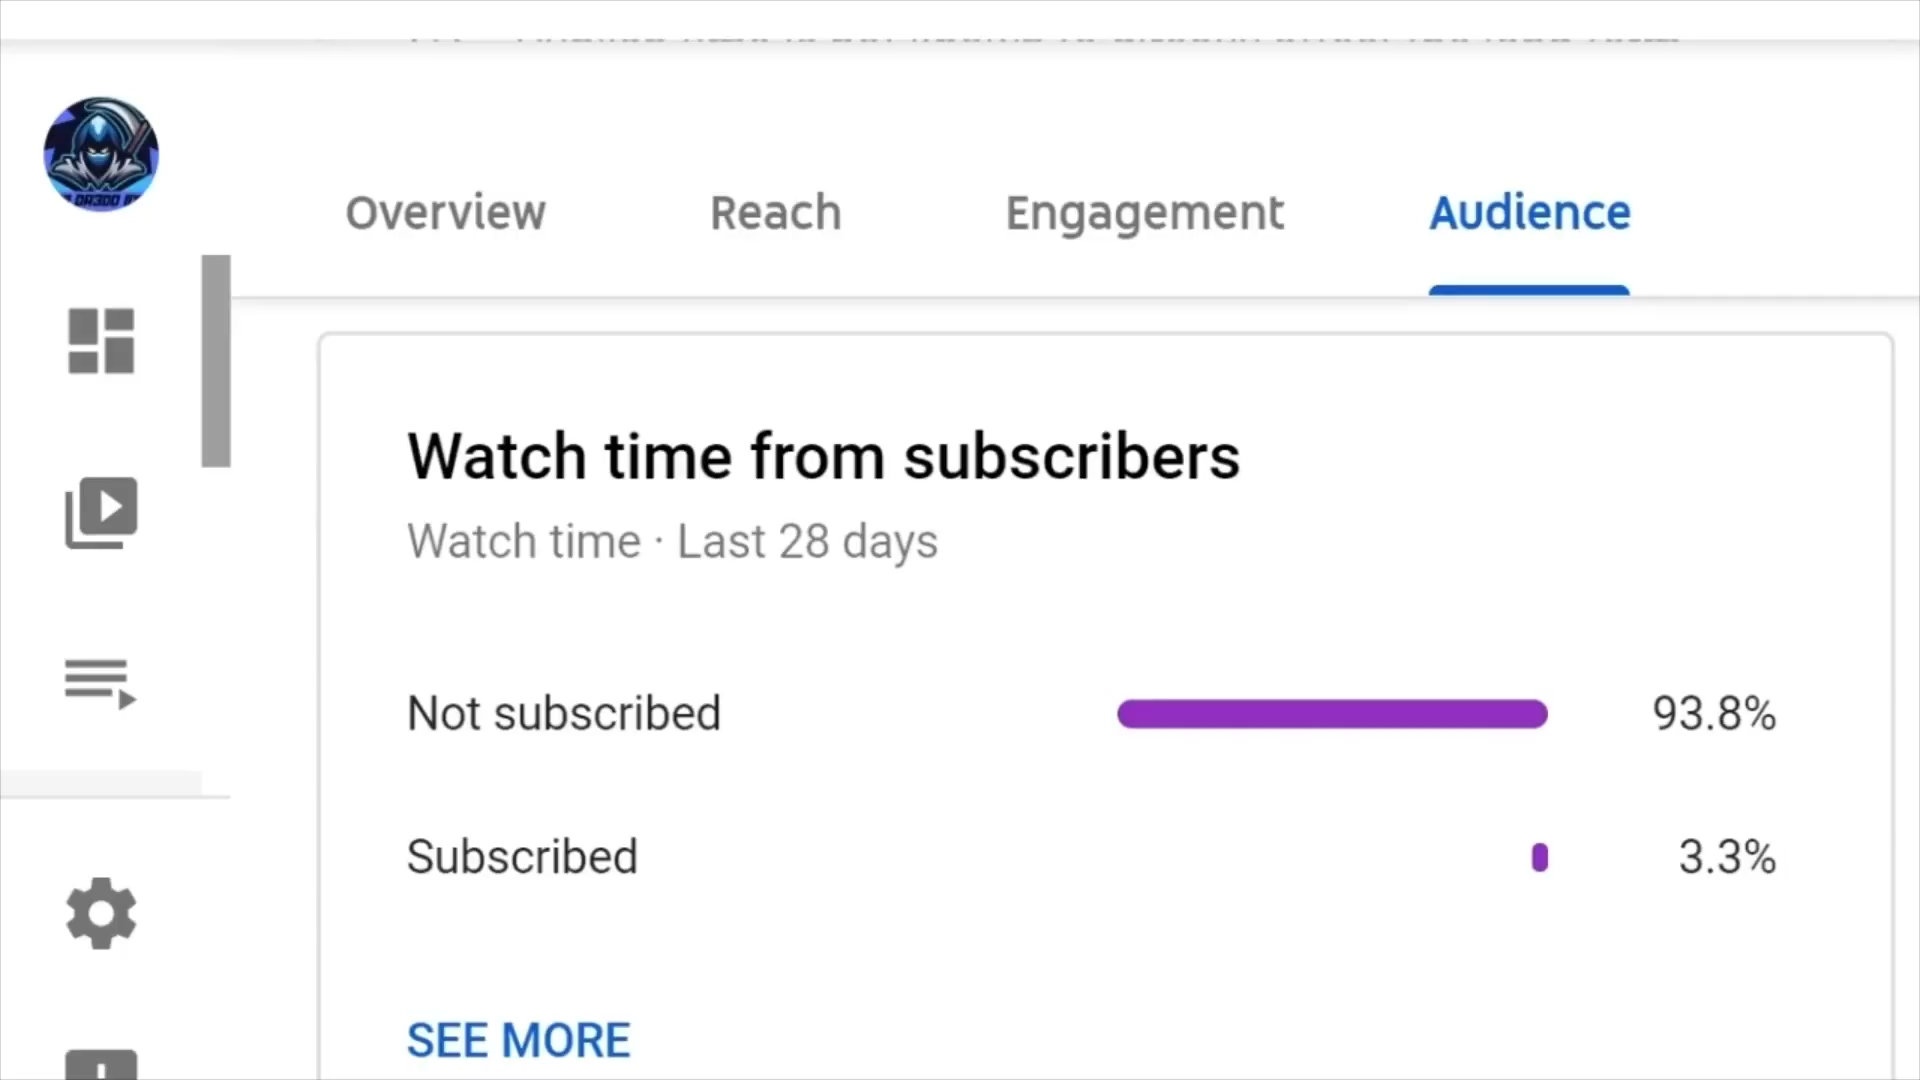 Overview Reach Engagement Audience
Watch time from subscribers
Watch time · Last 28 days
Not subscribed 93.8%
Subscribed 3.3%
SEE MORE